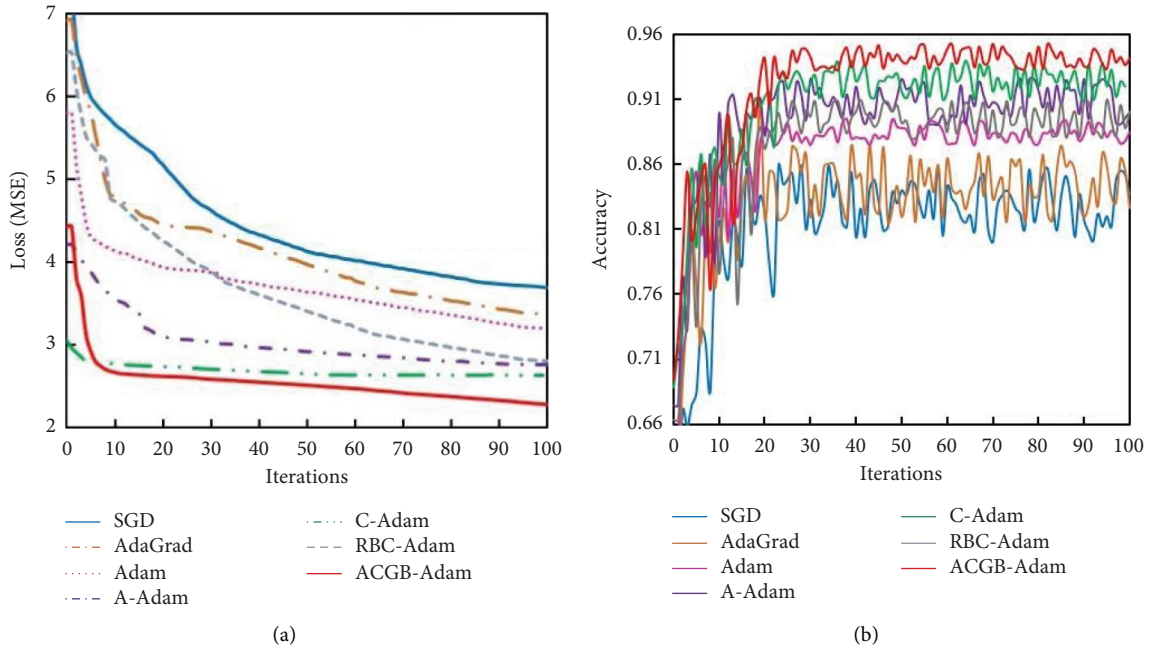 7
6
5
4
3
2
Loss (MSE)
0 10 20 30 40 50 60 70 80 90 100
Iterations
SGD
AdaGrad
Adam
A-Adam
C-Adam
RBC-Adam
ACGB-Adam
(a)
0.96
0.91
0.86
0.81
0.76
0.71
0.66
Accuracy
0 10 20 30 40 50 60 70 80 90 100
Iterations
SGD
AdaGrad
Adam
A-Adam
C-Adam
RBC-Adam
ACGB-Adam
(b)